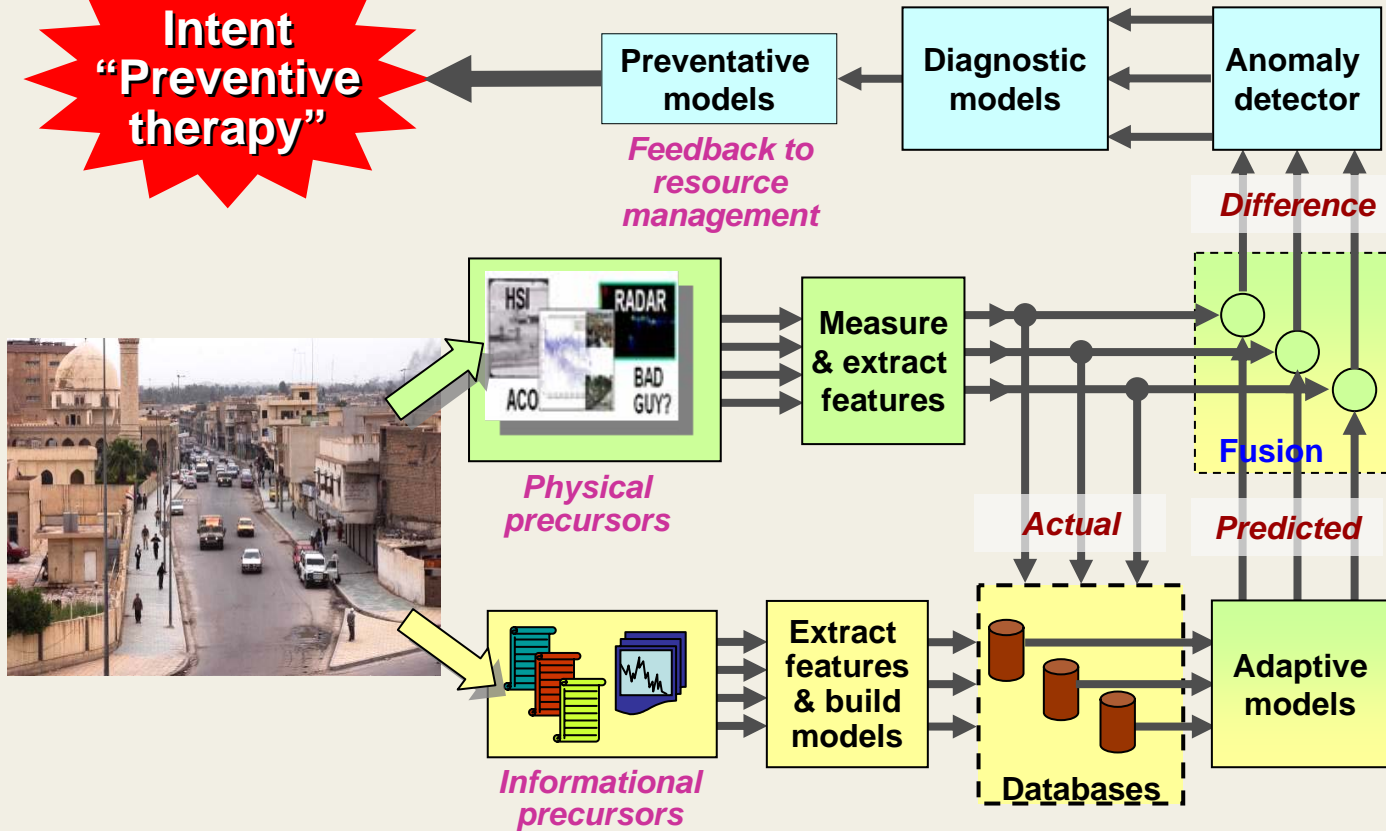 Intent
“Preventive
therapy”
Preventative
models
Diagnostic
models
Anomaly
detector
Feedback to
resource
management
Difference
HSI
RADAR
ACO
BAD
GUY?
Measure
& extract
features
Fusion
Physical
precursors
Actual
Predicted
Extract
features
& build
models
Databases
Adaptive
models
Informational
precursors